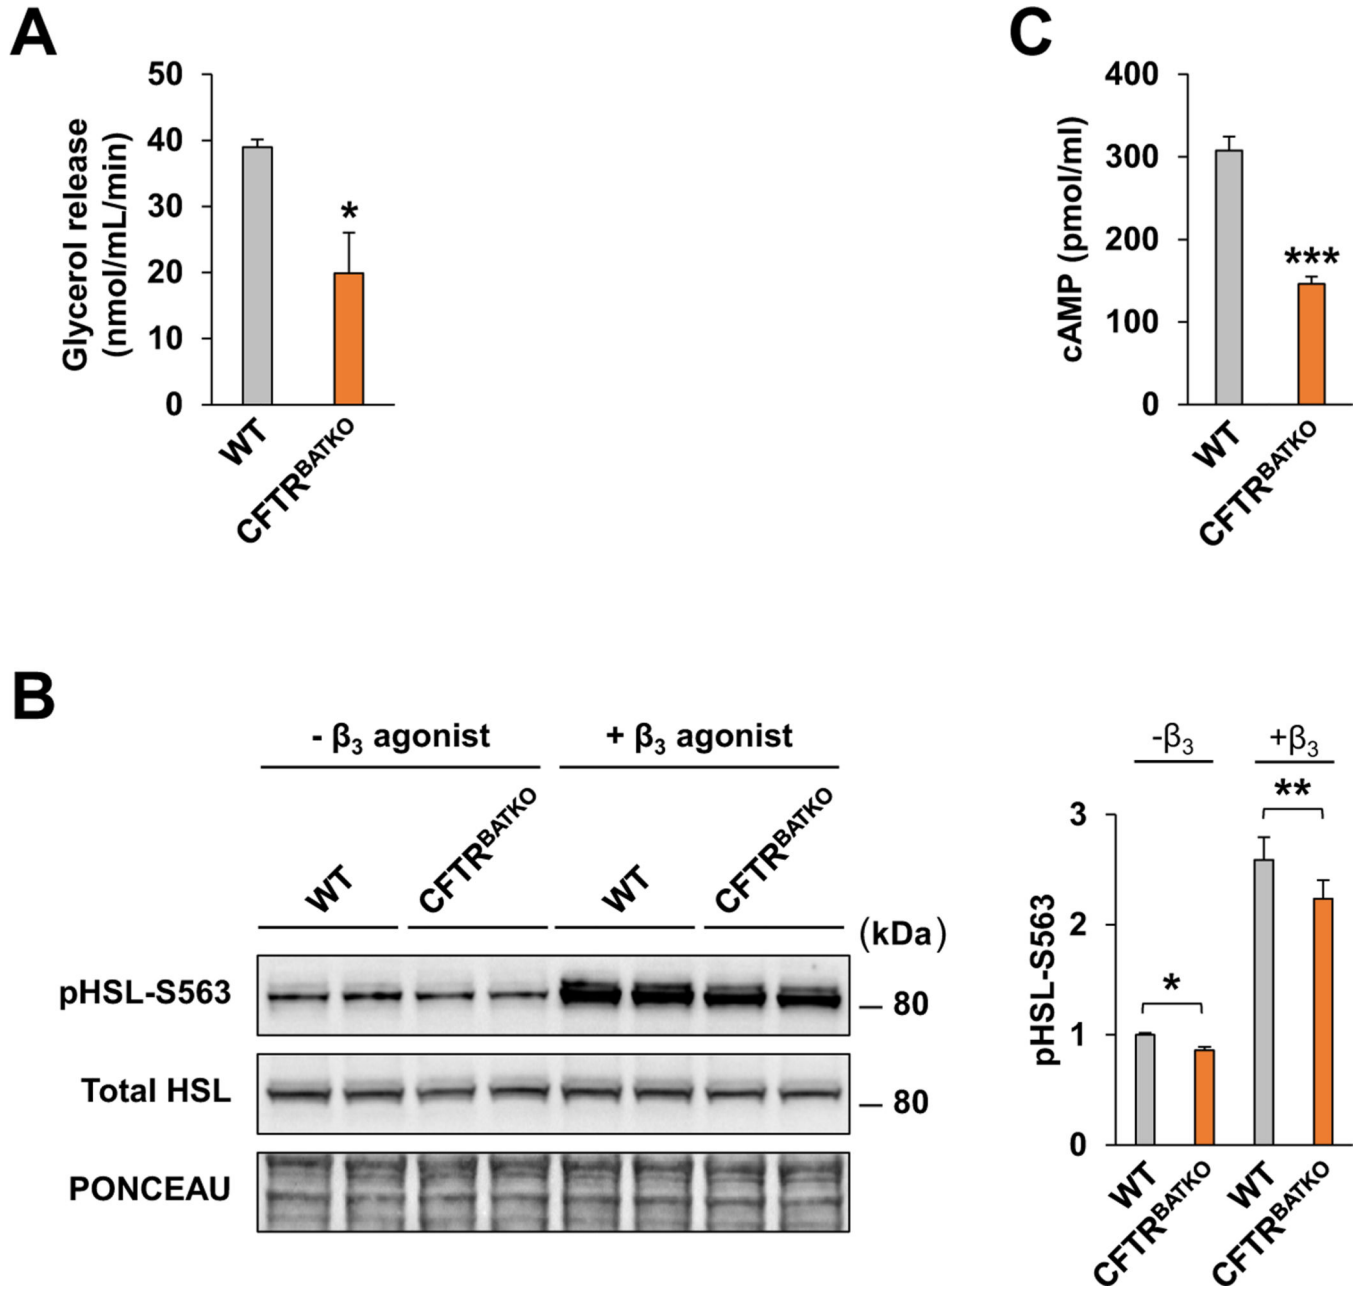 A
50
40
30
20
10
0
Glycerol release
(nmol/mL/min)
*
WT
CFTRᴮᴬᵀᴷᴼ
C
400
300
200
100
0
cAMP (pmol/ml)
***
WT
CFTRᴮᴬᵀᴷᴼ
B
- β₃ agonist
+ β₃ agonist
WT
CFTRᴮᴬᵀᴷᴼ
WT
CFTRᴮᴬᵀᴷᴼ
(kDa)
pHSL-S563
— 80
Total HSL
— 80
PONCEAU
-β₃
+β₃
3
2
1
0
pHSL-S563
*
**
WT
CFTRᴮᴬᵀᴷᴼ
WT
CFTRᴮᴬᵀᴷᴼ